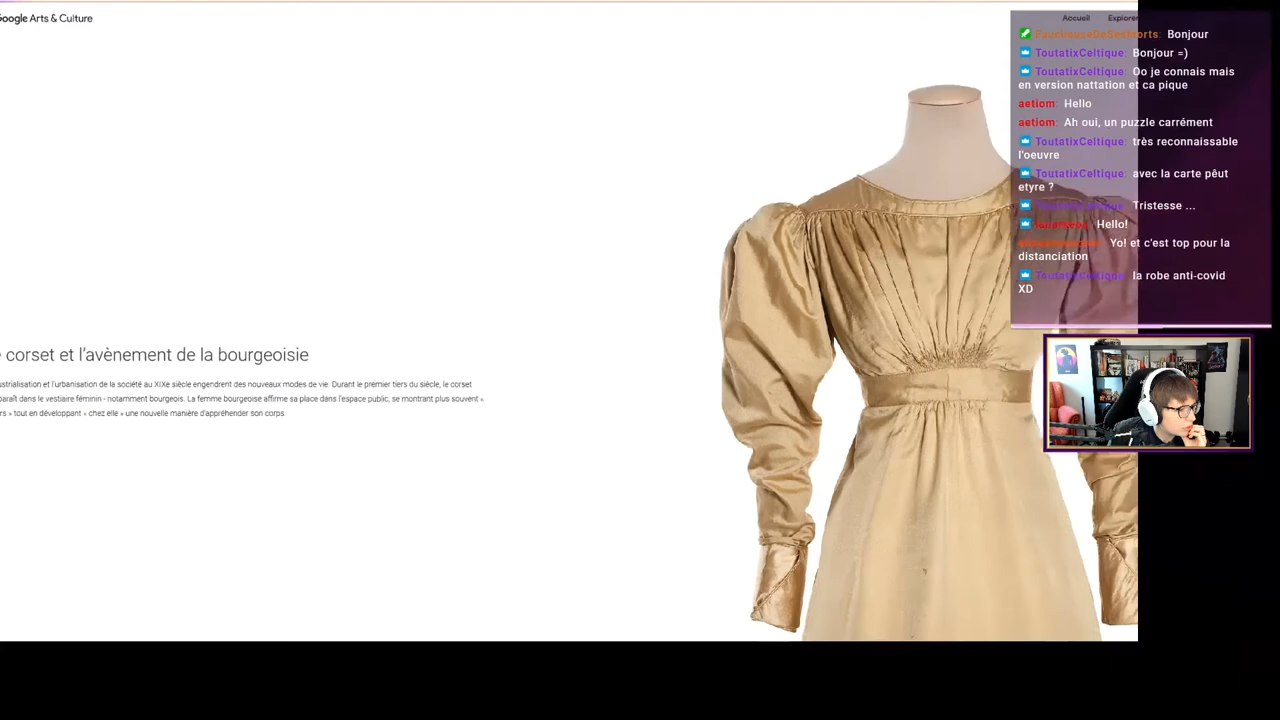 Google Arts & Culture
Accueil
Explorer
corset et l'avènement de la bourgeoisie
ustrialisation et l'urbanisation de la société au XIXe siècle engendrent des nouveaux modes de vie. Durant le premier tiers du siècle, le corset
paraît dans le vestiaire féminin - notamment bourgeois. La femme bourgeoise affirme sa place dans l'espace public, se montrant plus souvent «
rs » tout en développant « chez elle » une nouvelle manière d'appréhender son corps
Bonjour
ToutatixCeltique: Bonjour =)
ToutatixCeltique: Oo je connais mais
en version nattation et ca pique
aetiom: Hello
aetiom: Ah oui, un puzzle carrément
ToutatixCeltique: très reconnaissable
l'oeuvre
ToutatixCeltique: avec la carte pêut
etyre ?
ToutatixCeltique: Tristesse ...
Hello!
Yo! et c'est top pour la
distanciation
ToutatixCeltique: la robe anti-covid
XD